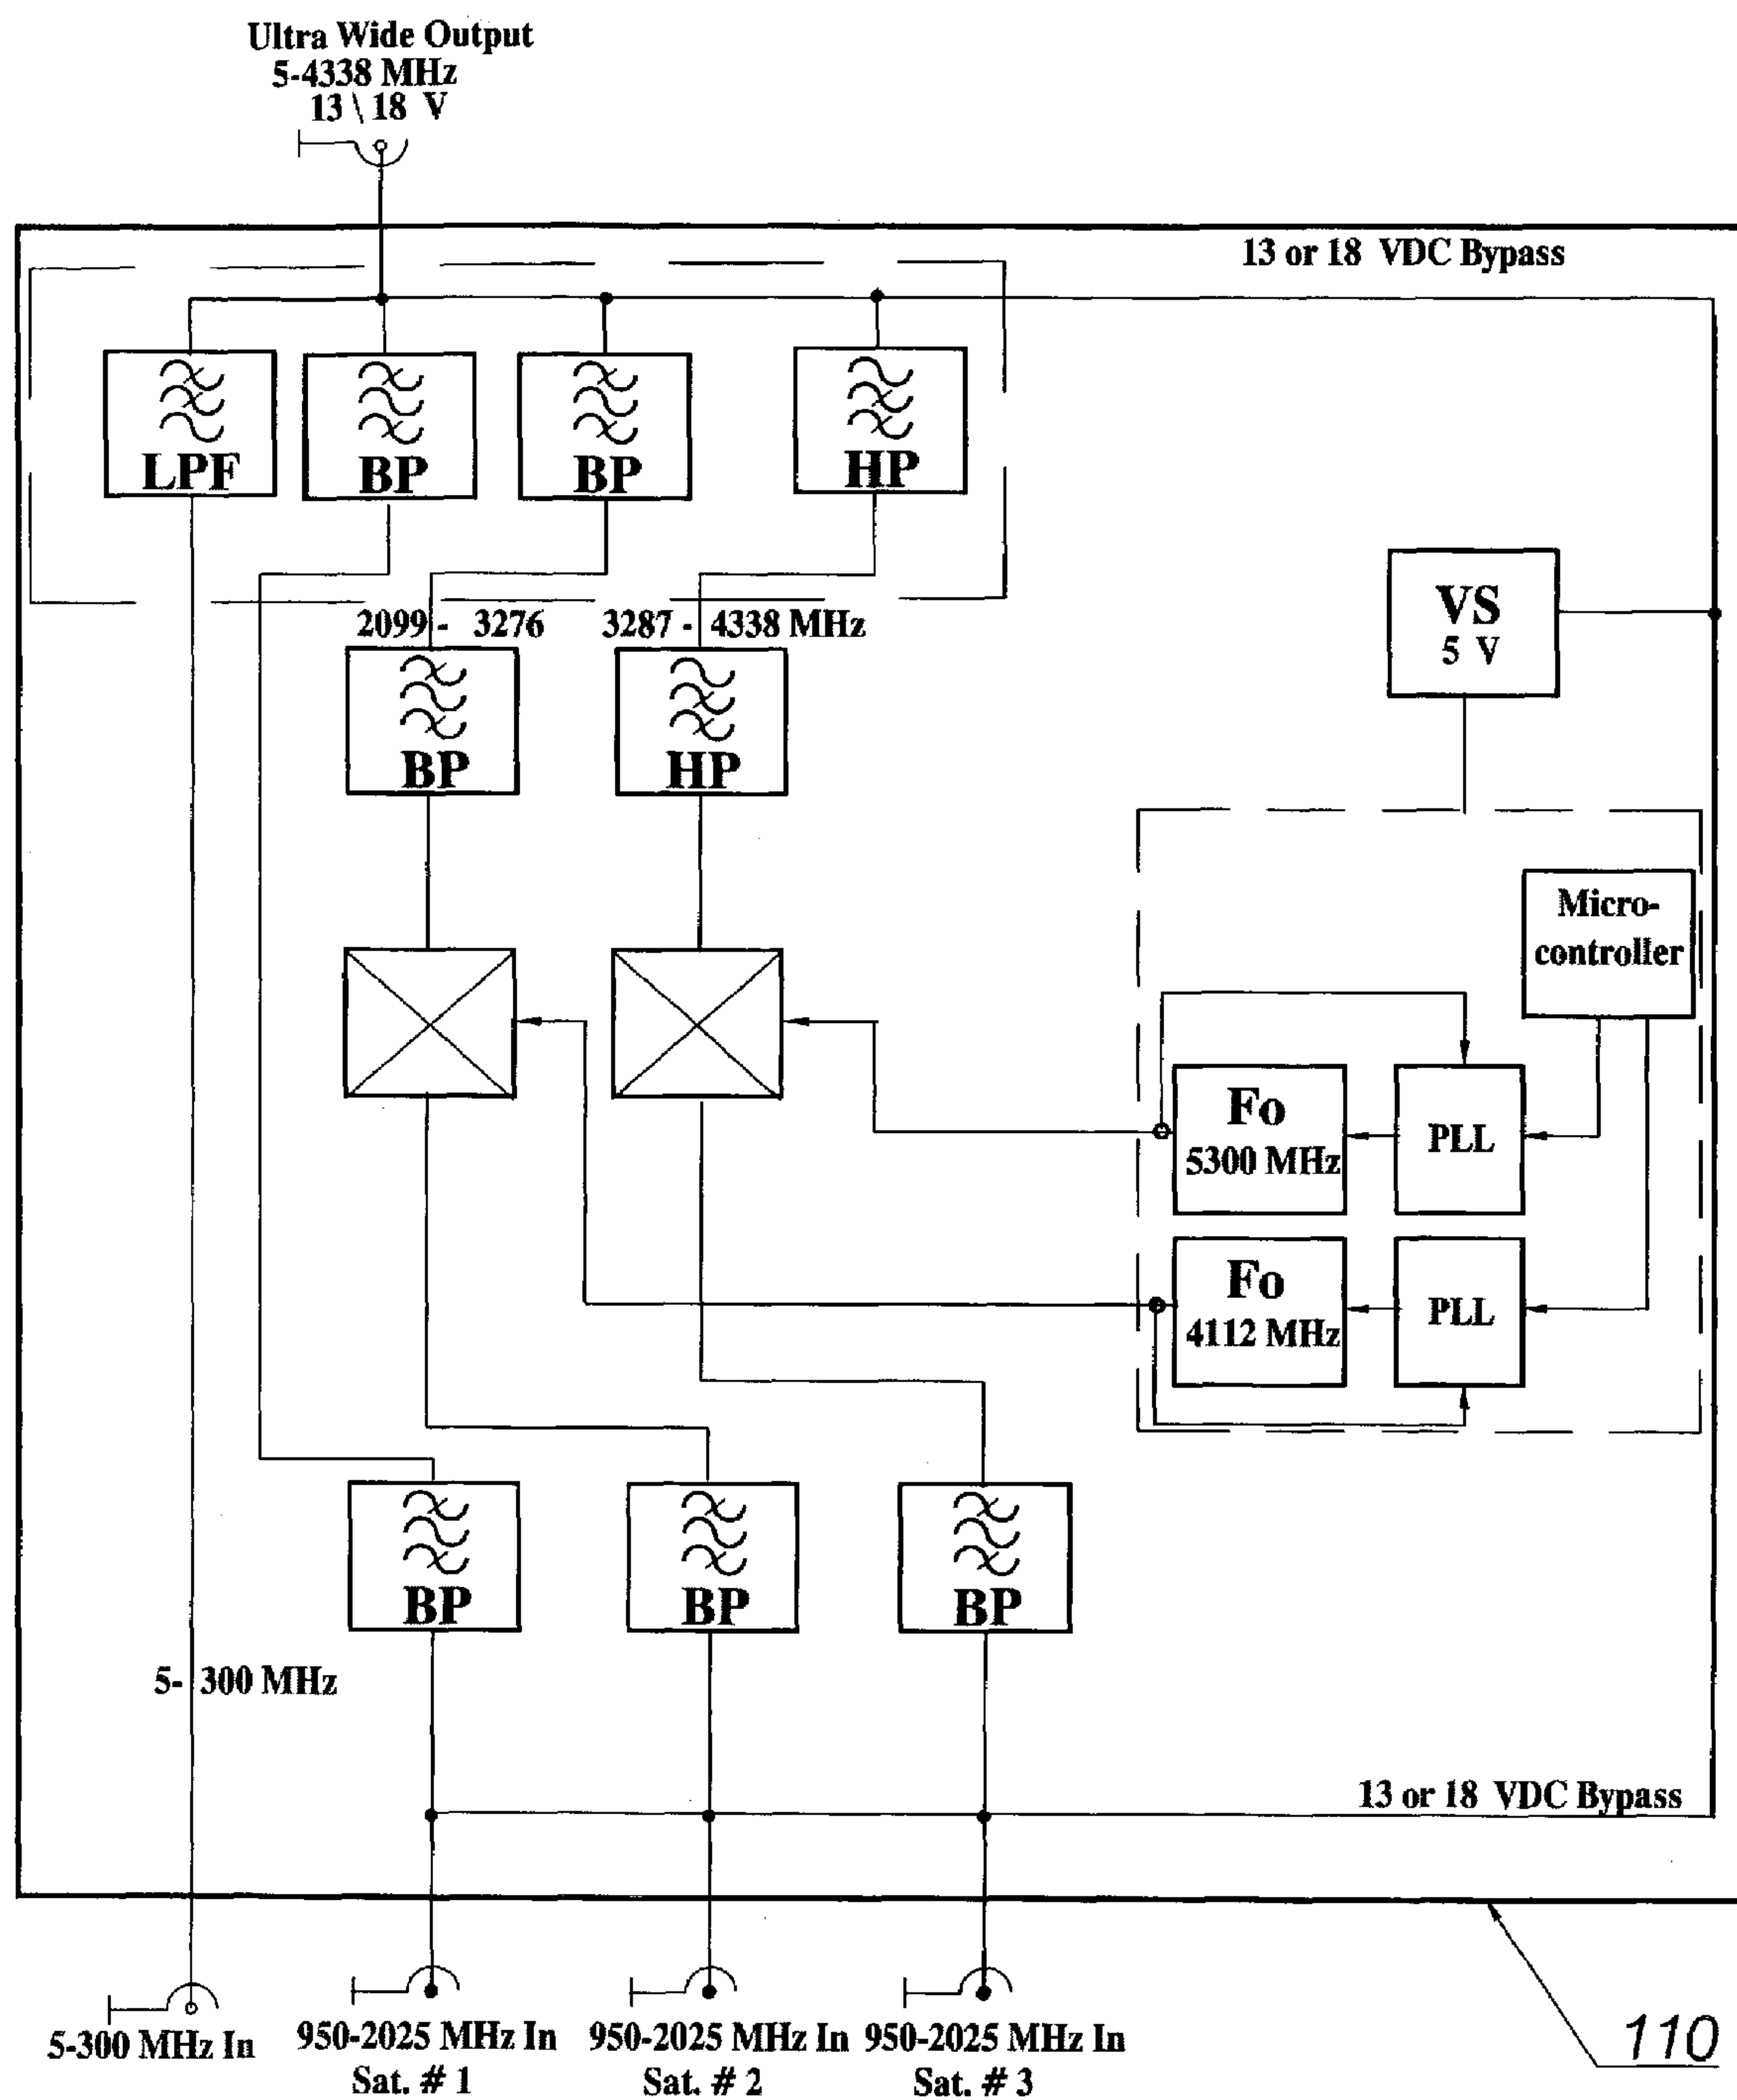 Ultra Wide Output
5-4338 MHz
13 \ 18 V
13 or 18 VDC Bypass
LPF
BP
BP
HP
VS
5 V
2099 - 3276
3287 - 4338 MHz
BP
HP
Micro-
controller
Fo
5300 MHz
PLL
Fo
4112 MHz
PLL
BP
BP
BP
5- 300 MHz
13 or 18 VDC Bypass
5-300 MHz In
950-2025 MHz In
Sat. # 1
950-2025 MHz In
Sat. # 2
950-2025 MHz In
Sat. # 3
110